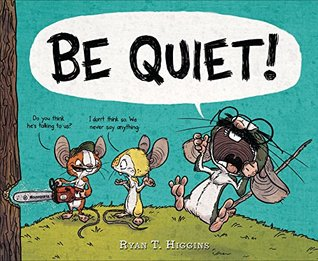 BE QUIET!
Do you think
he's talking to us?
I don't think so. We
never say anything.
RYAN T. HIGGINS